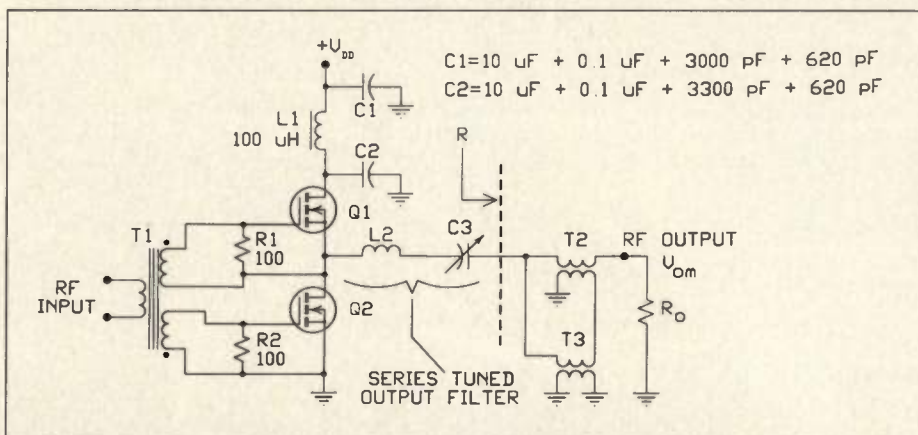 +V_DD
C1=10 uF + 0.1 uF + 3000 pF + 620 pF
C2=10 uF + 0.1 uF + 3300 pF + 620 pF
C1
L1
100 uH
C2
R
Q1
T1
R1
100
L2
C3
T2
RF OUTPUT
V_om
RF
INPUT
Q2
R2
100
T3
R_o
SERIES TUNED
OUTPUT FILTER